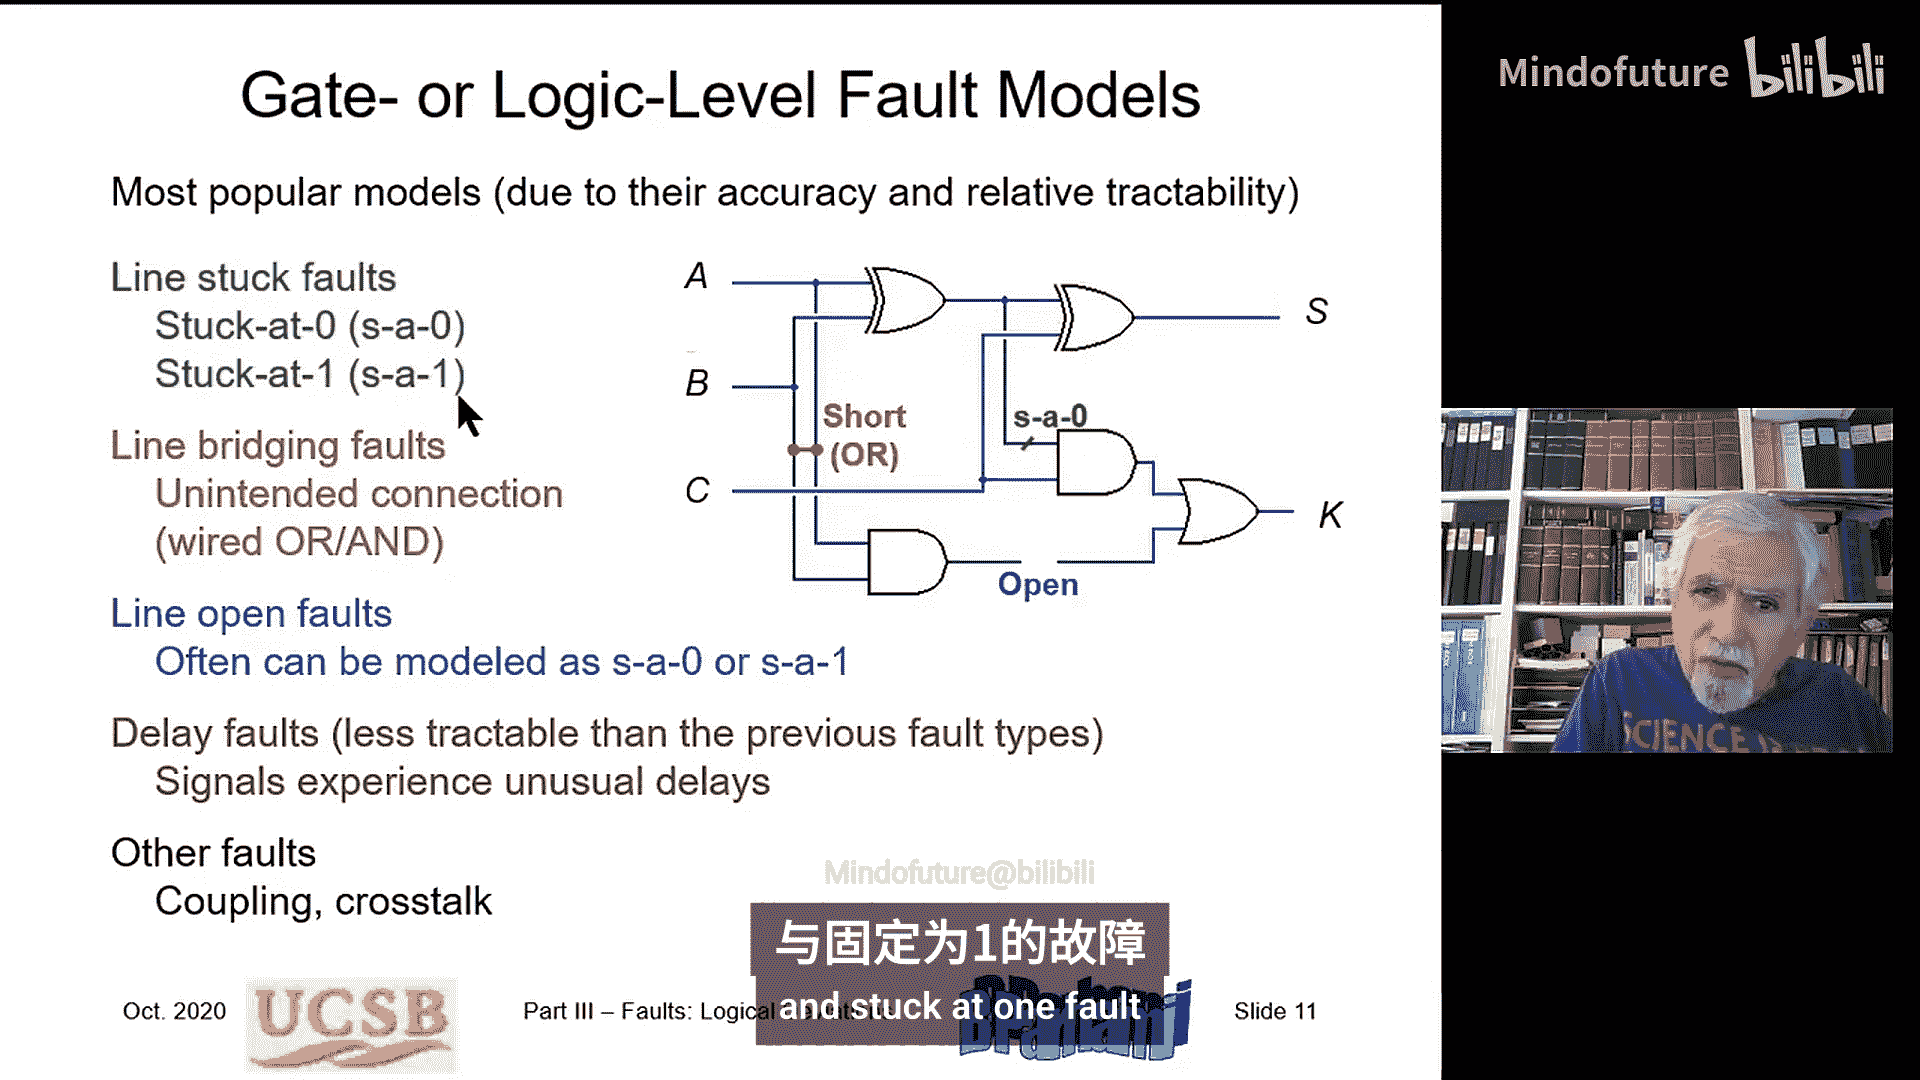 Gate- or Logic-Level Fault Models
Mindofuture bilibili
Most popular models (due to their accuracy and relative tractability)
Line stuck faults
Stuck-at-0 (s-a-0)
Stuck-at-1 (s-a-1)
Line bridging faults
Unintended connection
(wired OR/AND)
Line open faults
Often can be modeled as s-a-0 or s-a-1
Delay faults (less tractable than the previous fault types)
Signals experience unusual delays
Other faults
Coupling, crosstalk
A
B
C
Short
(OR)
s-a-0
Open
S
K
SCIENCE
Mindofuture@bilibili
与固定为1的故障
and stuck at one fault
Oct. 2020
UCSB
Part III – Faults: Logical
B Parhami
Slide 11